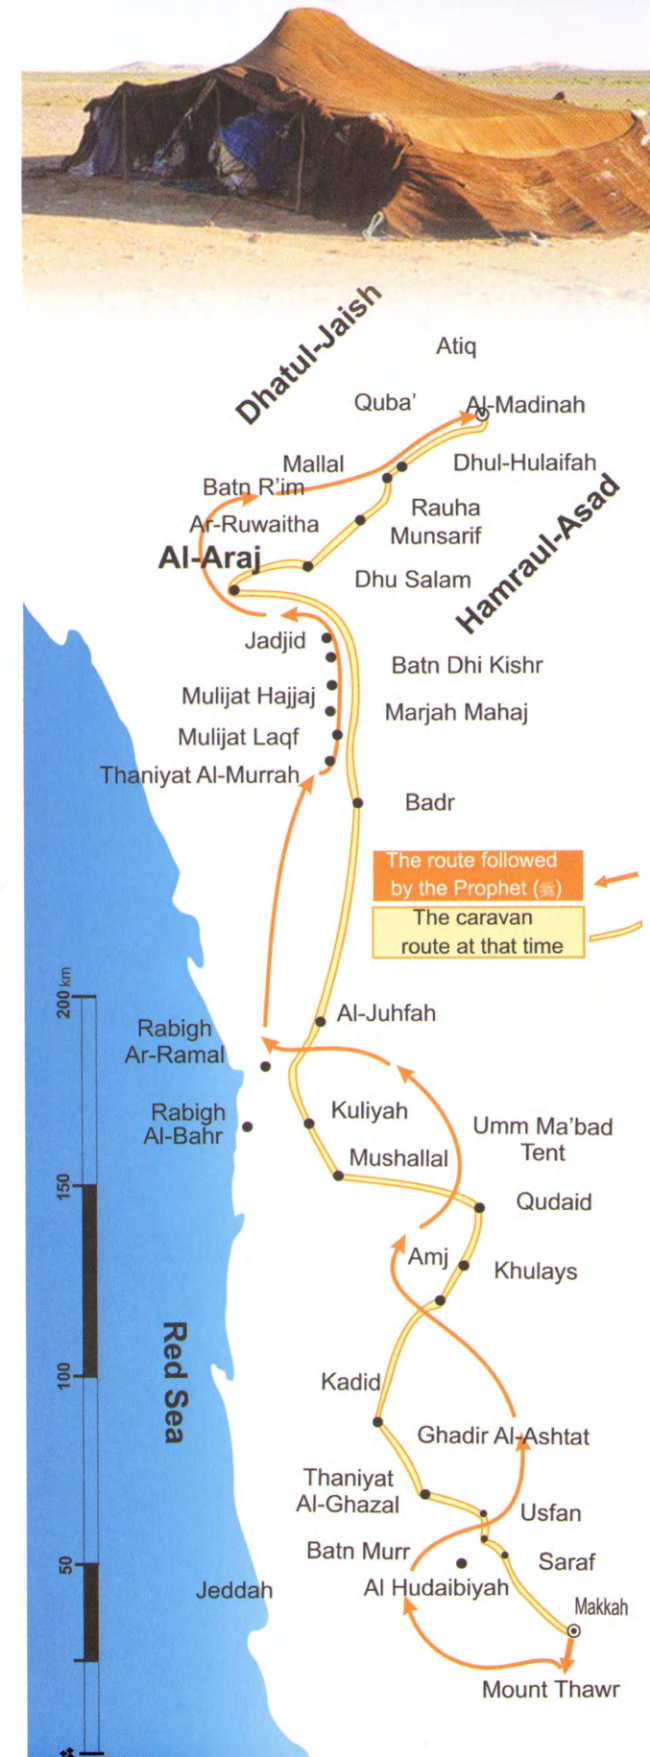 Dhatul-Jaish
Atiq
Quba'
Al-Madinah
Mallal
Dhul-Hulaifah
Batn R'im
Rauha
Ar-Ruwaitha
Munsarif
Hamraul-Asad
Al-Araj
Dhu Salam
Jadjid
Batn Dhi Kishr
Mulijat Hajjaj
Marjah Mahaj
Mulijat Laqf
Thaniyat Al-Murrah
Badr
The route followed
by the Prophet (ﷺ)
The caravan
route at that time
200 km
Al-Juhfah
Rabigh
Ar-Ramal
Rabigh
Al-Bahr
Kuliyah
Umm Ma'bad
Tent
Mushallal
150
Qudaid
Amj
Khulays
Red Sea
100
Kadid
Ghadir Al-Ashtat
Thaniyat
Al-Ghazal
Usfan
Batn Murr
Saraf
50
Al Hudaibiyah
Jeddah
Makkah
Mount Thawr